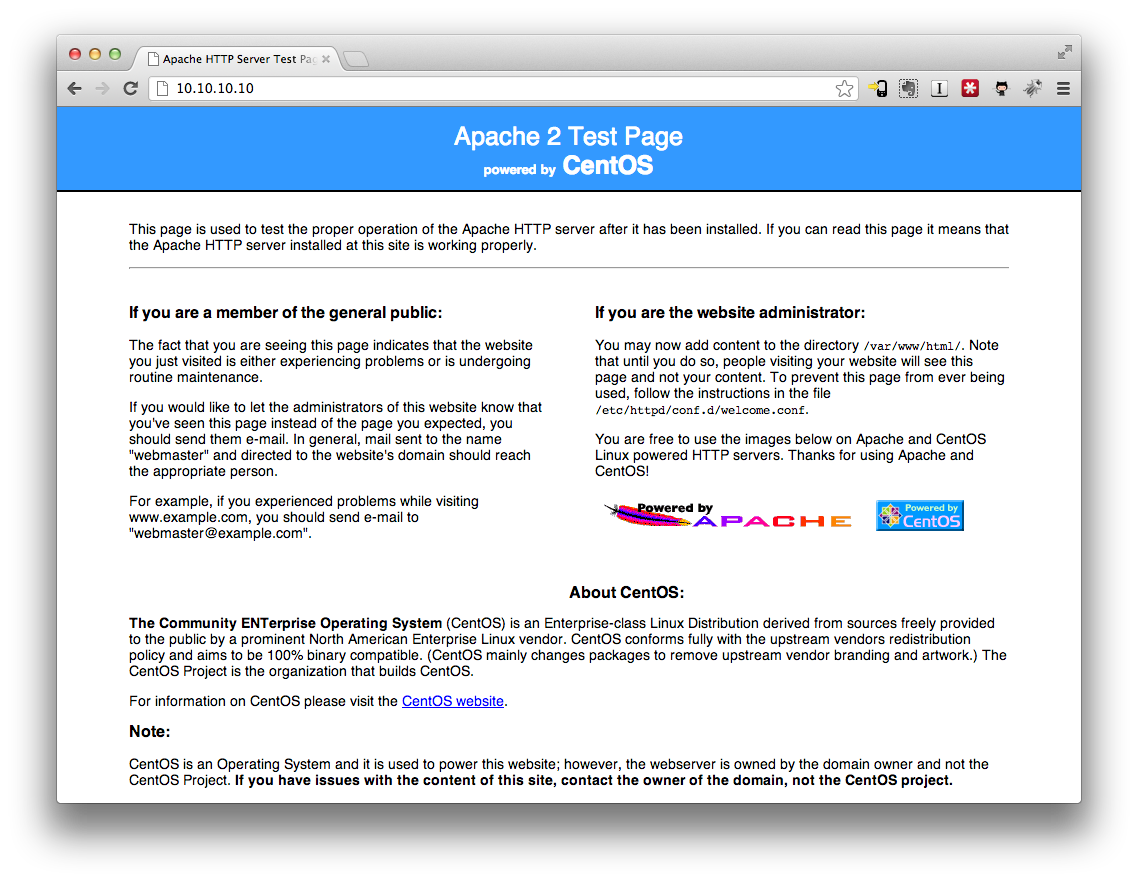 Apache HTTP Server Test Pag
10.10.10.10
Apache 2 Test Page
powered by CentOS
This page is used to test the proper operation of the Apache HTTP server after it has been installed. If you can read this page it means that
the Apache HTTP server installed at this site is working properly.
If you are a member of the general public:
The fact that you are seeing this page indicates that the website
you just visited is either experiencing problems or is undergoing
routine maintenance.
If you would like to let the administrators of this website know that
you've seen this page instead of the page you expected, you
should send them e-mail. In general, mail sent to the name
"webmaster" and directed to the website's domain should reach
the appropriate person.
For example, if you experienced problems while visiting
www.example.com, you should send e-mail to
"webmaster@example.com".
If you are the website administrator:
You may now add content to the directory /var/www/html/. Note
that until you do so, people visiting your website will see this
page and not your content. To prevent this page from ever being
used, follow the instructions in the file
/etc/httpd/conf.d/welcome.conf.
You are free to use the images below on Apache and CentOS
Linux powered HTTP servers. Thanks for using Apache and
CentOS!
Powered by
APACHE
Powered by
CentOS
About CentOS:
The Community ENTerprise Operating System (CentOS) is an Enterprise-class Linux Distribution derived from sources freely provided
to the public by a prominent North American Enterprise Linux vendor. CentOS conforms fully with the upstream vendors redistribution
policy and aims to be 100% binary compatible. (CentOS mainly changes packages to remove upstream vendor branding and artwork.) The
CentOS Project is the organization that builds CentOS.
For information on CentOS please visit the CentOS website.
Note:
CentOS is an Operating System and it is used to power this website; however, the webserver is owned by the domain owner and not the
CentOS Project. If you have issues with the content of this site, contact the owner of the domain, not the CentOS project.